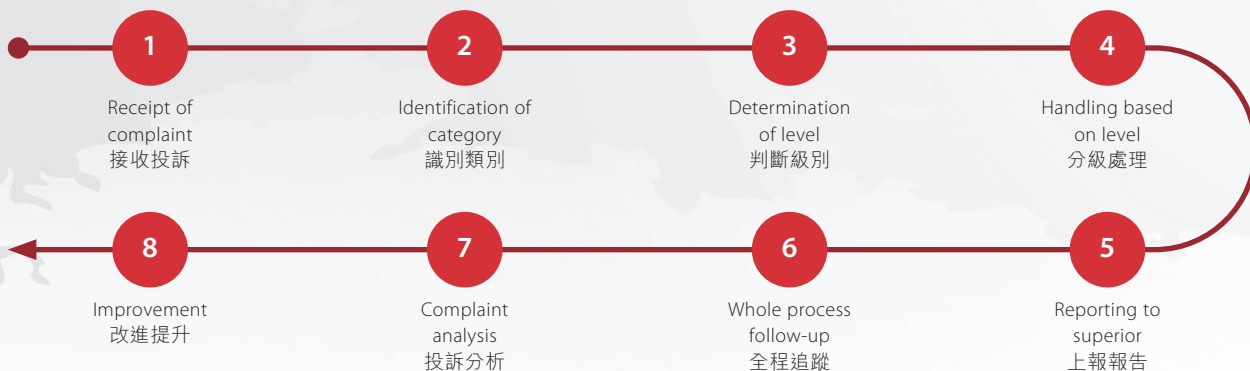 1
Receipt of
complaint
接收投訴
2
Identification of
category
識別類別
3
Determination
of level
判斷級別
4
Handling based
on level
分級處理
5
Reporting to
superior
上報報告
6
Whole process
follow-up
全程追蹤
7
Complaint
analysis
投訴分析
8
Improvement
改進提升